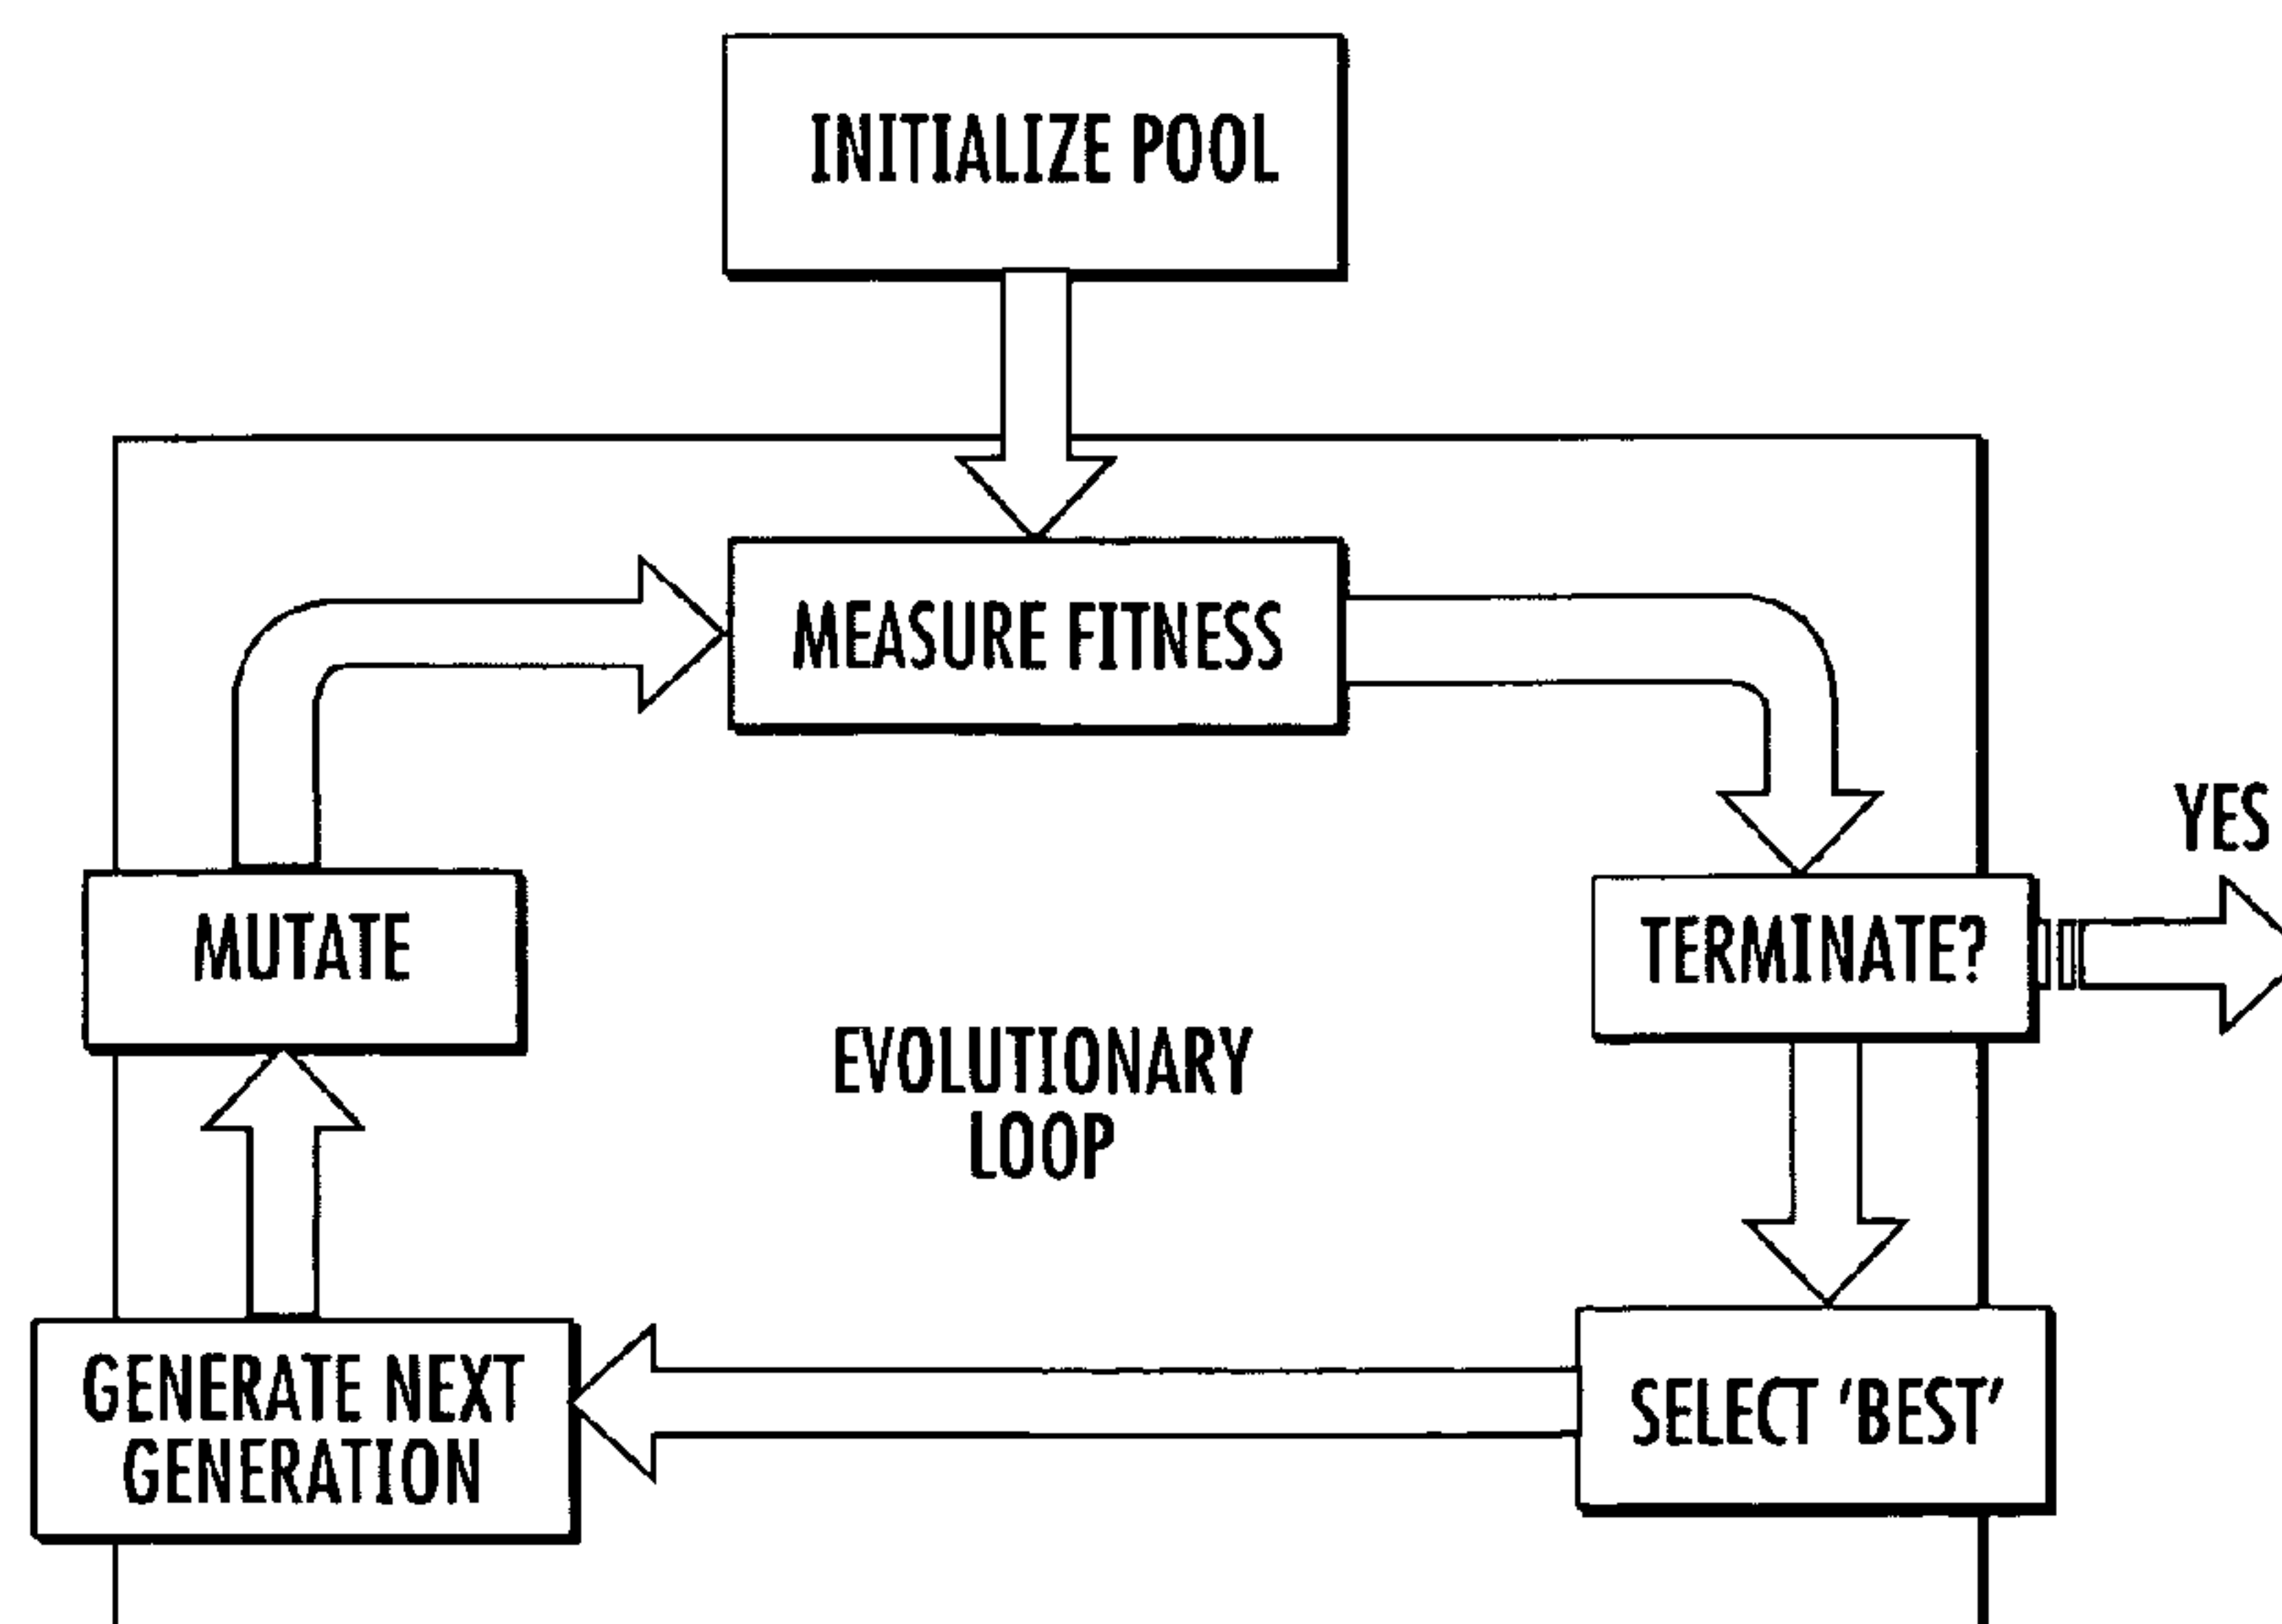 INITIALIZE POOL
MEASURE FITNESS
YES
MUTATE
TERMINATE?
EVOLUTIONARY
LOOP
GENERATE NEXT
GENERATION
SELECT 'BEST'